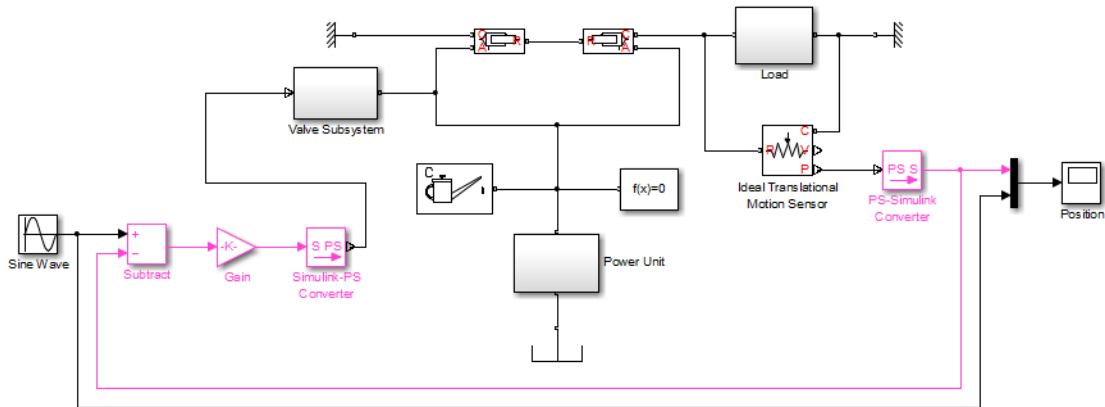 C
A
R
R
C
A
Load
Valve Subsystem
C
R
V
P
Ideal Translational
Motion Sensor
PS S
PS-Simulink
Converter
Position
C
f(x)=0
Sine Wave
+
−
Subtract
-K-
Gain
S PS
Simulink-PS
Converter
Power Unit